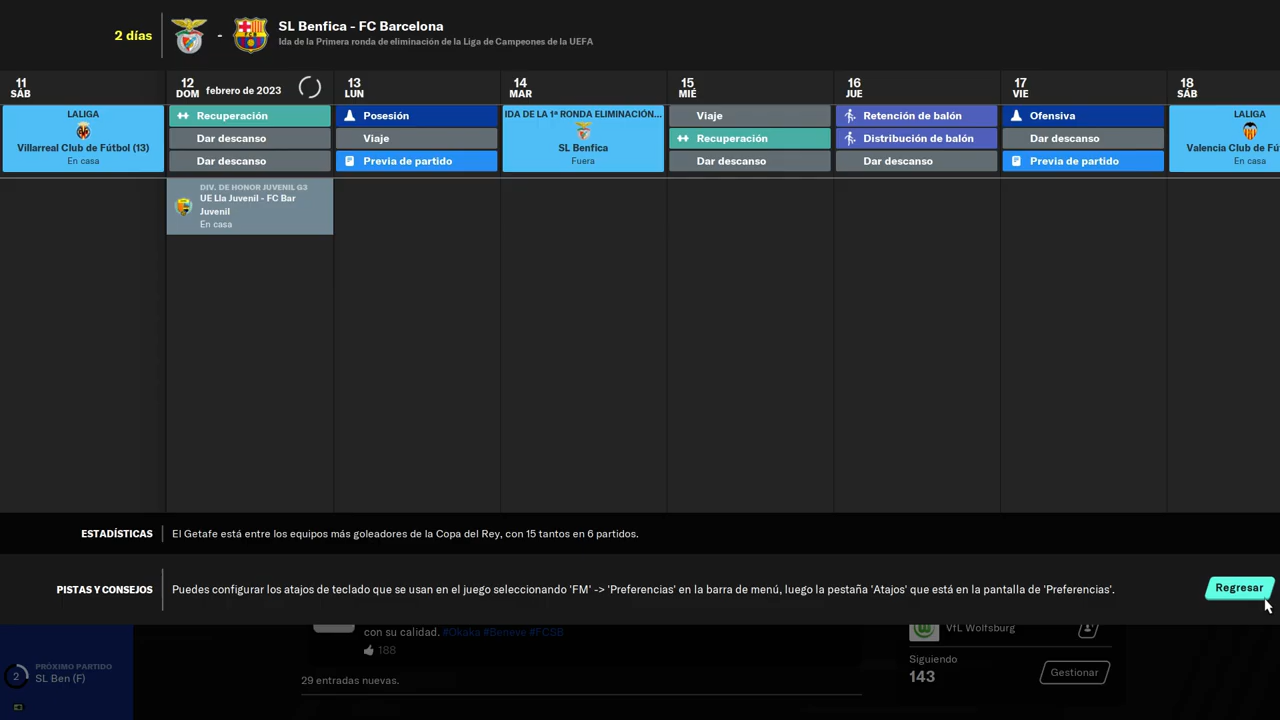 2 días
SL Benfica - FC Barcelona
Ida de la Primera ronda de eliminación de la Liga de Campeones de la UEFA
11
SÁB
12
DOM
febrero de 2023
13
LUN
14
MAR
15
MIÉ
16
JUE
17
VIE
18
SÁB
LALIGA
Villarreal Club de Fútbol (13)
En casa
Recuperación
Dar descanso
Dar descanso
DIV. DE HONOR JUVENIL G3
UE Lla Juvenil - FC Bar
Juvenil
En casa
Posesión
Viaje
Previa de partido
IDA DE LA 1ª RONDA ELIMINACIÓN...
SL Benfica
Fuera
Viaje
Recuperación
Dar descanso
Retención de balón
Distribución de balón
Dar descanso
Ofensiva
Dar descanso
Previa de partido
LALIGA
Valencia Club de Fú
En casa
ESTADÍSTICAS
El Getafe está entre los equipos más goleadores de la Copa del Rey, con 15 tantos en 6 partidos.
PISTAS Y CONSEJOS
Puedes configurar los atajos de teclado que se usan en el juego seleccionando 'FM' -> 'Preferencias' en la barra de menú, luego la pestaña 'Atajos' que está en la pantalla de 'Preferencias'.
Regresar
con su calidad. #Okaka #Beneve #FCSB
188
29 entradas nuevas.
VfL Wolfsburg
Siguiendo
143
Gestionar
2
PRÓXIMO PARTIDO
SL Ben (F)